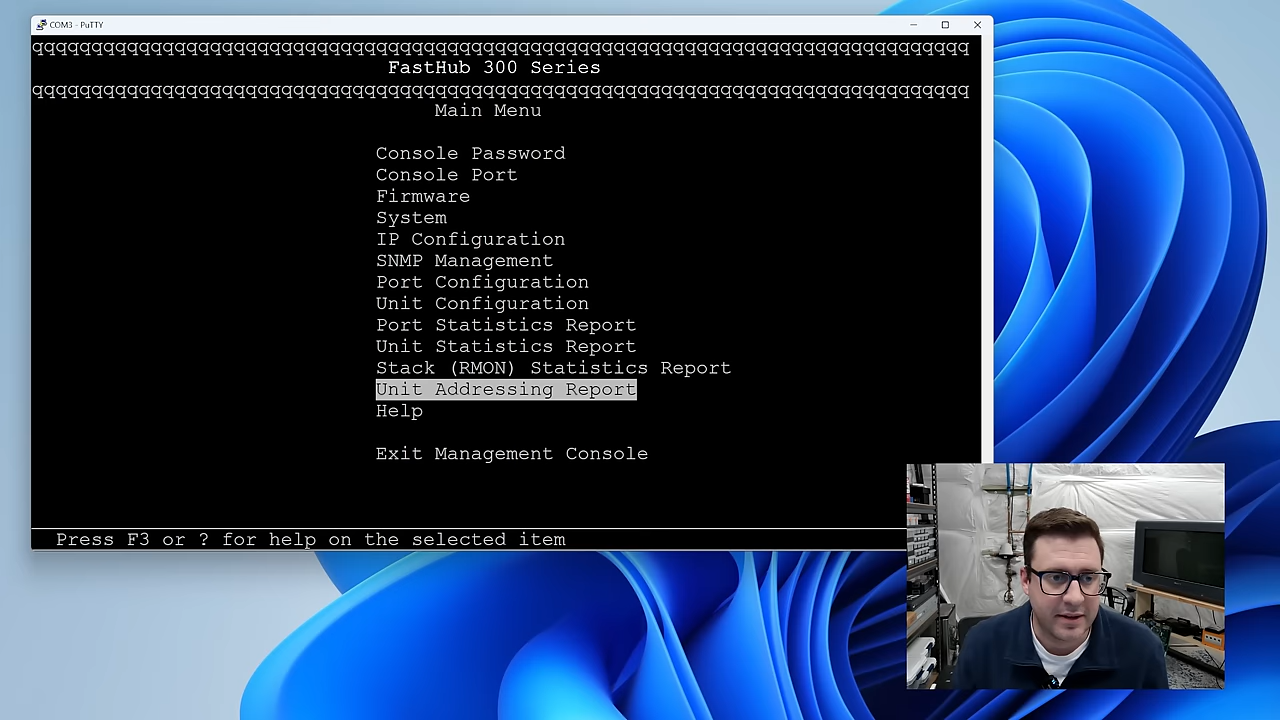 COM3 - PuTTY
qqqqqqqqqqqqqqqqqqqqqqqqqqqqqqqqqqqqqqqqqqqqqqqqqqqqqqqqqqqqqqqqqqqqqqqqqqqqqqq
FastHub 300 Series
qqqqqqqqqqqqqqqqqqqqqqqqqqqqqqqqqqqqqqqqqqqqqqqqqqqqqqqqqqqqqqqqqqqqqqqqqqqqqqq
Main Menu
Console Password
Console Port
Firmware
System
IP Configuration
SNMP Management
Port Configuration
Unit Configuration
Port Statistics Report
Unit Statistics Report
Stack (RMON) Statistics Report
Unit Addressing Report
Help
Exit Management Console
Press F3 or ? for help on the selected item